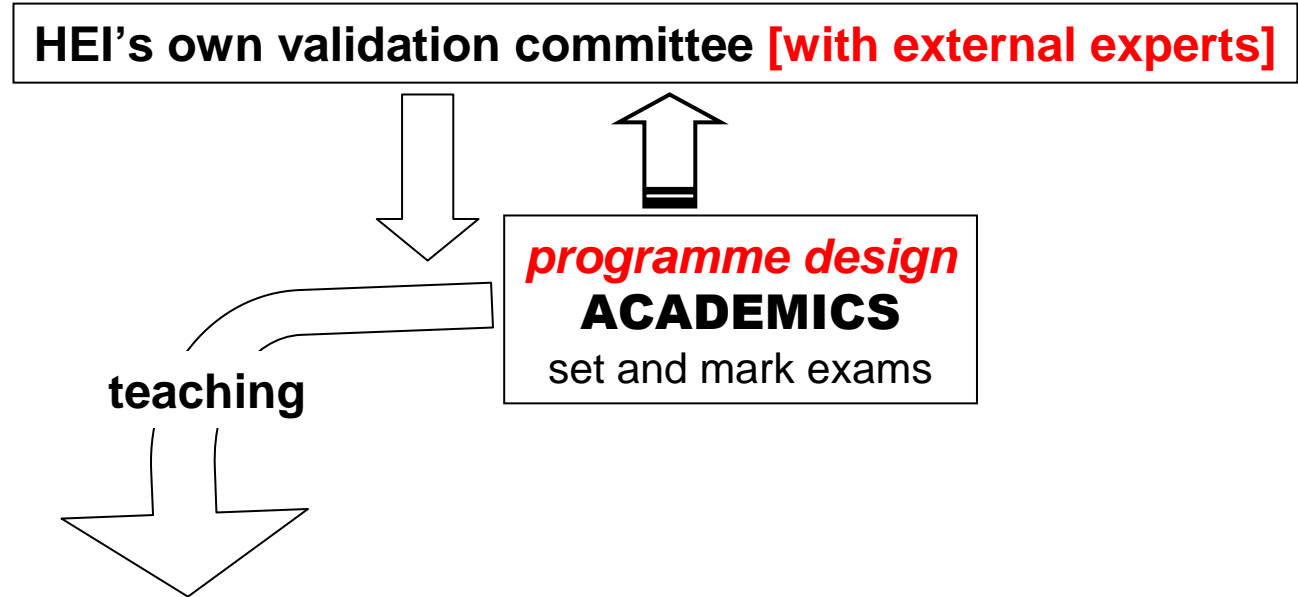 HEI’s own validation committee [with external experts]
programme design
ACADEMICS
set and mark exams
teaching